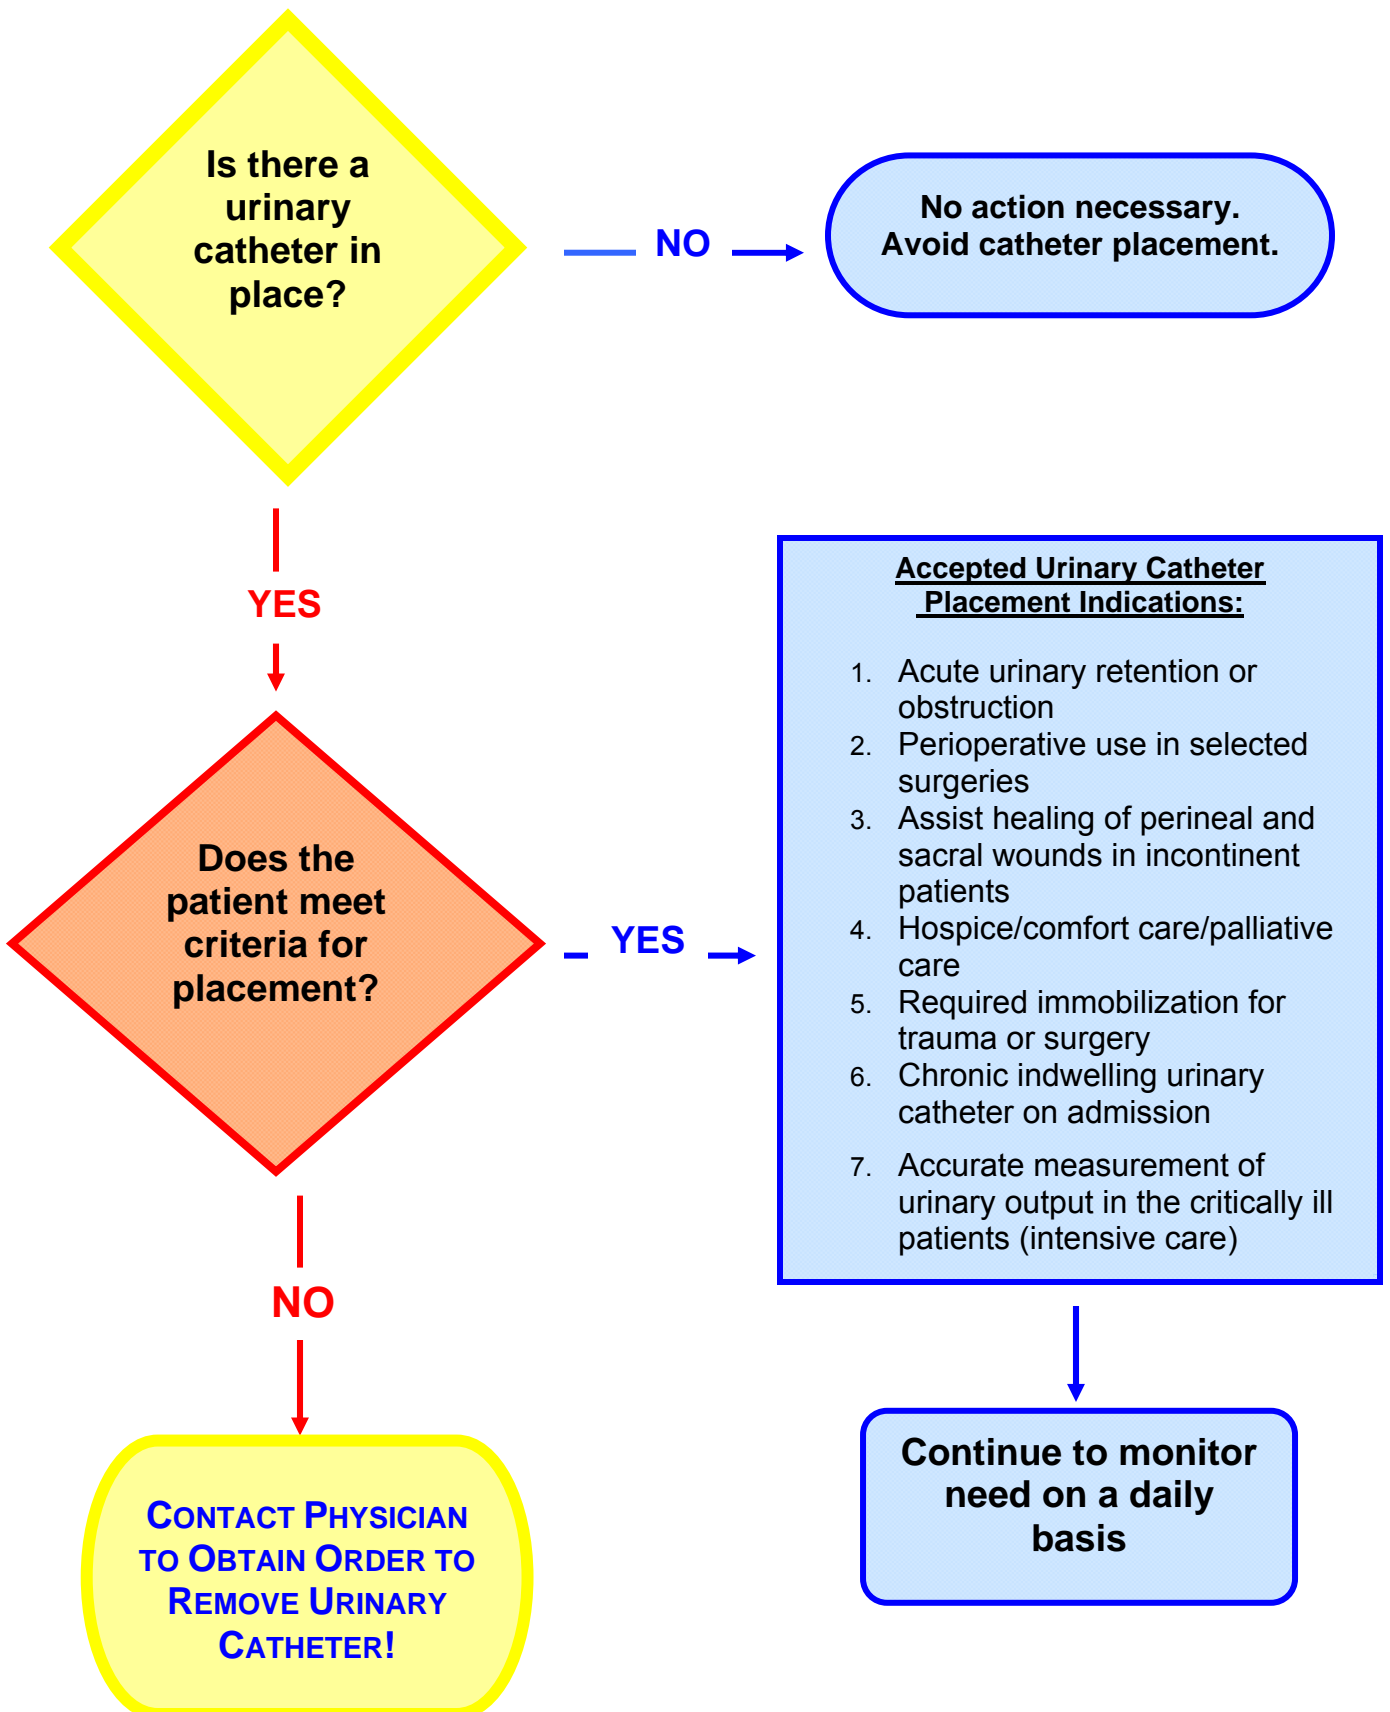 Is there a
urinary
catheter in
place?
NO
No action necessary.
Avoid catheter placement.
YES
Does the
patient meet
criteria for
placement?
YES
Accepted Urinary Catheter
Placement Indications:
1. Acute urinary retention or
obstruction
2. Perioperative use in selected
surgeries
3. Assist healing of perineal and
sacral wounds in incontinent
patients
4. Hospice/comfort care/palliative
care
5. Required immobilization for
trauma or surgery
6. Chronic indwelling urinary
catheter on admission
7. Accurate measurement of
urinary output in the critically ill
patients (intensive care)
NO
CONTACT PHYSICIAN
TO OBTAIN ORDER TO
REMOVE URINARY
CATHETER!
Continue to monitor
need on a daily
basis